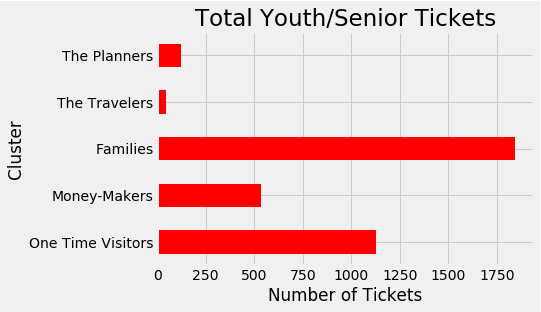 Total Youth/Senior Tickets
The Planners
The Travelers
Families
Money-Makers
One Time Visitors
Cluster
0 250 500 750 1000 1250 1500 1750
Number of Tickets